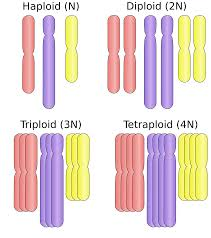 Haploid (N)
Diploid (2N)
Triploid (3N)
Tetraploid (4N)